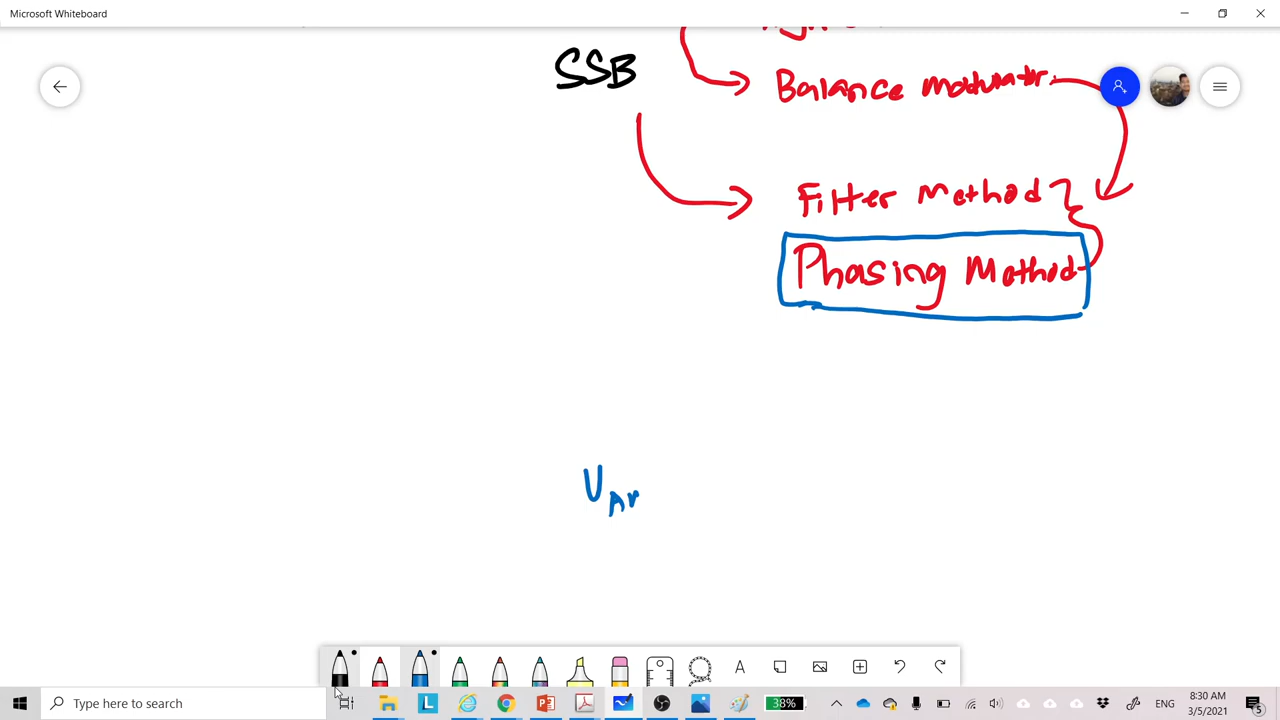 Microsoft Whiteboard
SSB
Balance modulator
Filter Method
Phasing Method
A
Type here to search
L
38%
ENG
8:30 AM
3/5/2021
5